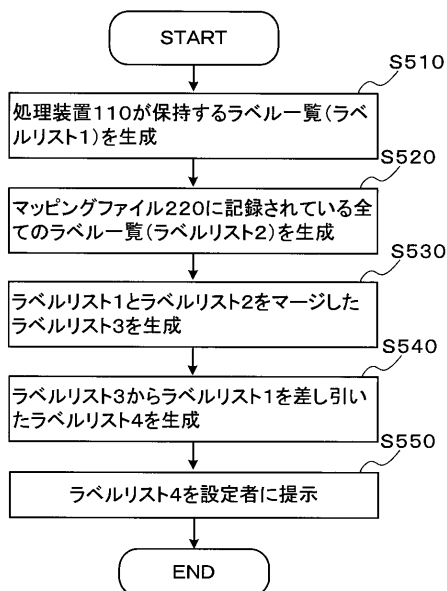 START
S510
処理装置110が保持するラベル一覧(ラベ
ルリスト1)を生成
S520
マッピングファイル220に記録されている全
てのラベル一覧(ラベルリスト2)を生成
S530
ラベルリスト1とラベルリスト2をマージした
ラベルリスト3を生成
S540
ラベルリスト3からラベルリスト1を差し引い
たラベルリスト4を生成
S550
ラベルリスト4を設定者に提示
END